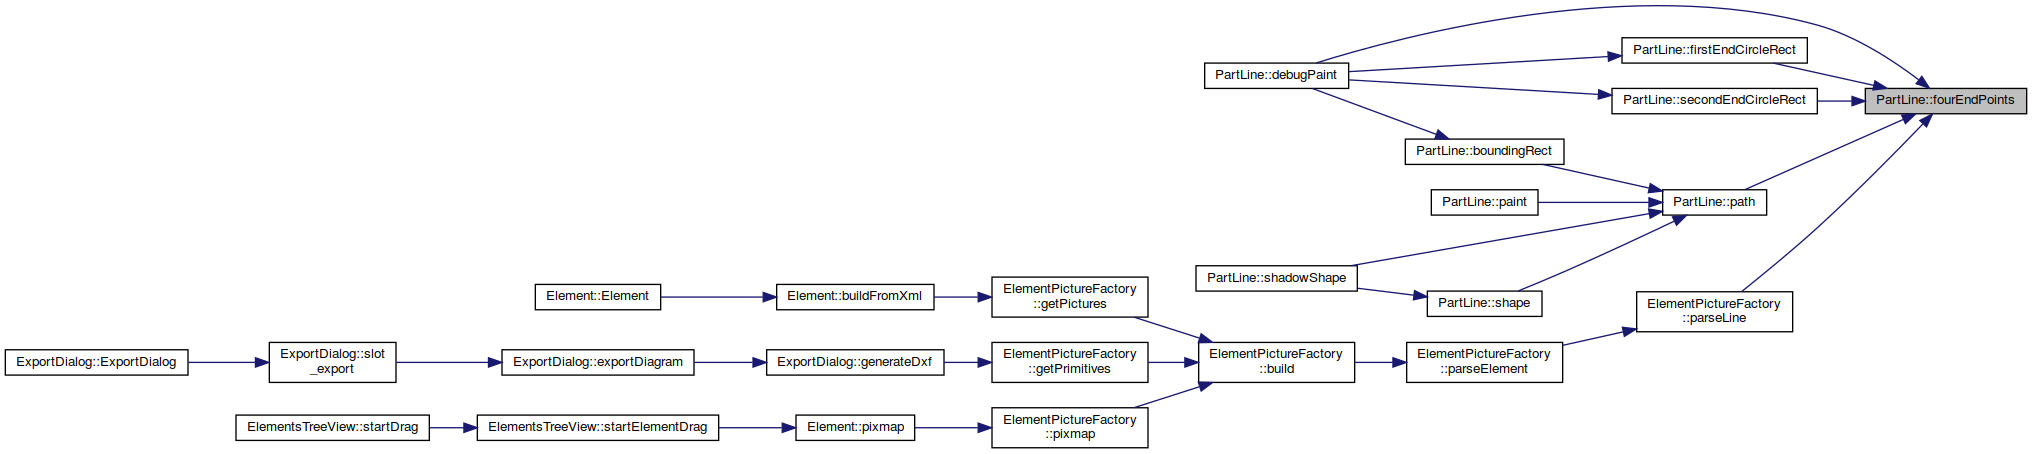 PartLine::firstEndCircleRect
PartLine::debugPaint
PartLine::secondEndCircleRect
PartLine::fourEndPoints
PartLine::boundingRect
PartLine::paint
PartLine::path
PartLine::shadowShape
PartLine::shape
Element::Element
Element::buildFromXml
ElementPictureFactory
::getPictures
ElementPictureFactory
::parseLine
ExportDialog::ExportDialog
ExportDialog::slot
_export
ExportDialog::exportDiagram
ExportDialog::generateDxf
ElementPictureFactory
::getPrimitives
ElementPictureFactory
::build
ElementPictureFactory
::parseElement
ElementsTreeView::startDrag
ElementsTreeView::startElementDrag
Element::pixmap
ElementPictureFactory
::pixmap